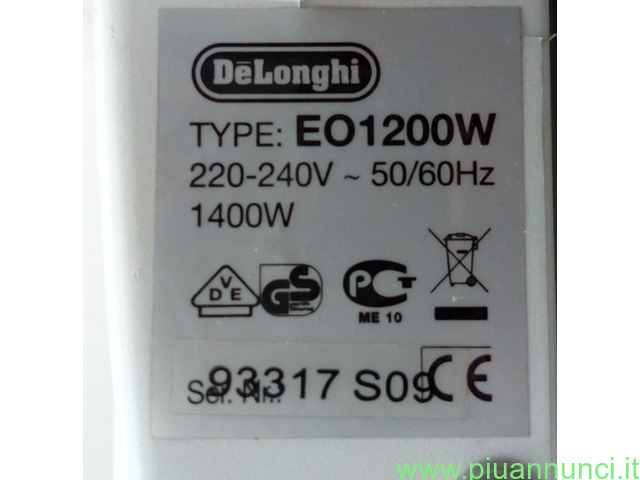 DeLonghi
TYPE: EO1200W
220-240V ~ 50/60Hz
1400W
VDE GS PCT
ME 10
93317 S09 CE
Ser. Nr.:
www.piuannunci.it